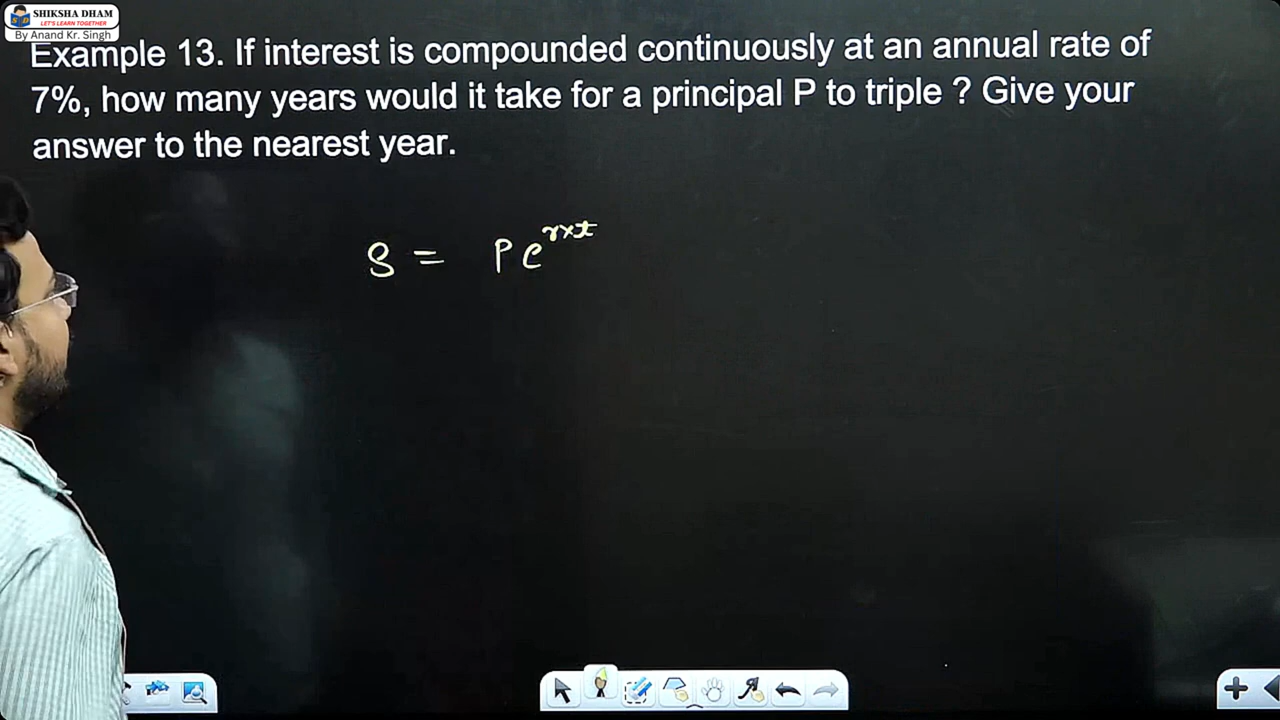 SHIKSHA DHAM
LET'S LEARN TOGETHER
By Anand Kr. Singh
Example 13. If interest is compounded continuously at an annual rate of
7%, how many years would it take for a principal P to triple ? Give your
answer to the nearest year.
S = Pe^{r×t}